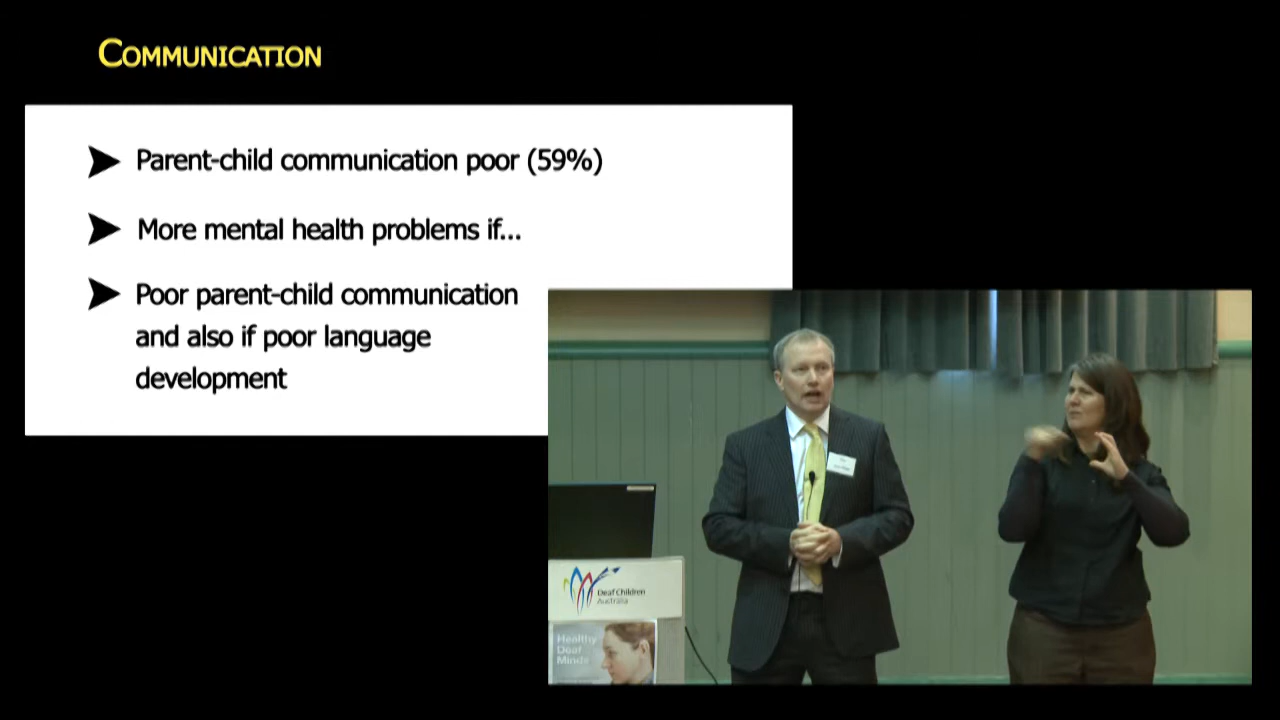 COMMUNICATION
Parent-child communication poor (59%)
More mental health problems if...
Poor parent-child communication
and also if poor language
development
Deaf Children
Australia
Healthy
Deaf
Minds